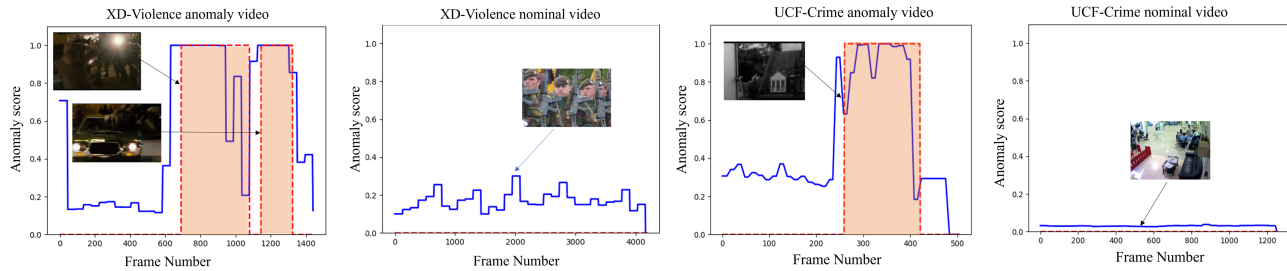 XD-Violence anomaly video
Anomaly score
1.0
0.8
0.6
0.4
0.2
0.0
0 200 400 600 800 1000 1200 1400
Frame Number
XD-Violence nominal video
Anomaly score
1.0
0.8
0.6
0.4
0.2
0.0
0 1000 2000 3000 4000
Frame Number
UCF-Crime anomaly video
Anomaly score
1.0
0.8
0.6
0.4
0.2
0.0
0 100 200 300 400 500
Frame Number
UCF-Crime nominal video
Anomaly score
1.0
0.8
0.6
0.4
0.2
0.0
0 200 400 600 800 1000 1200
Frame Number